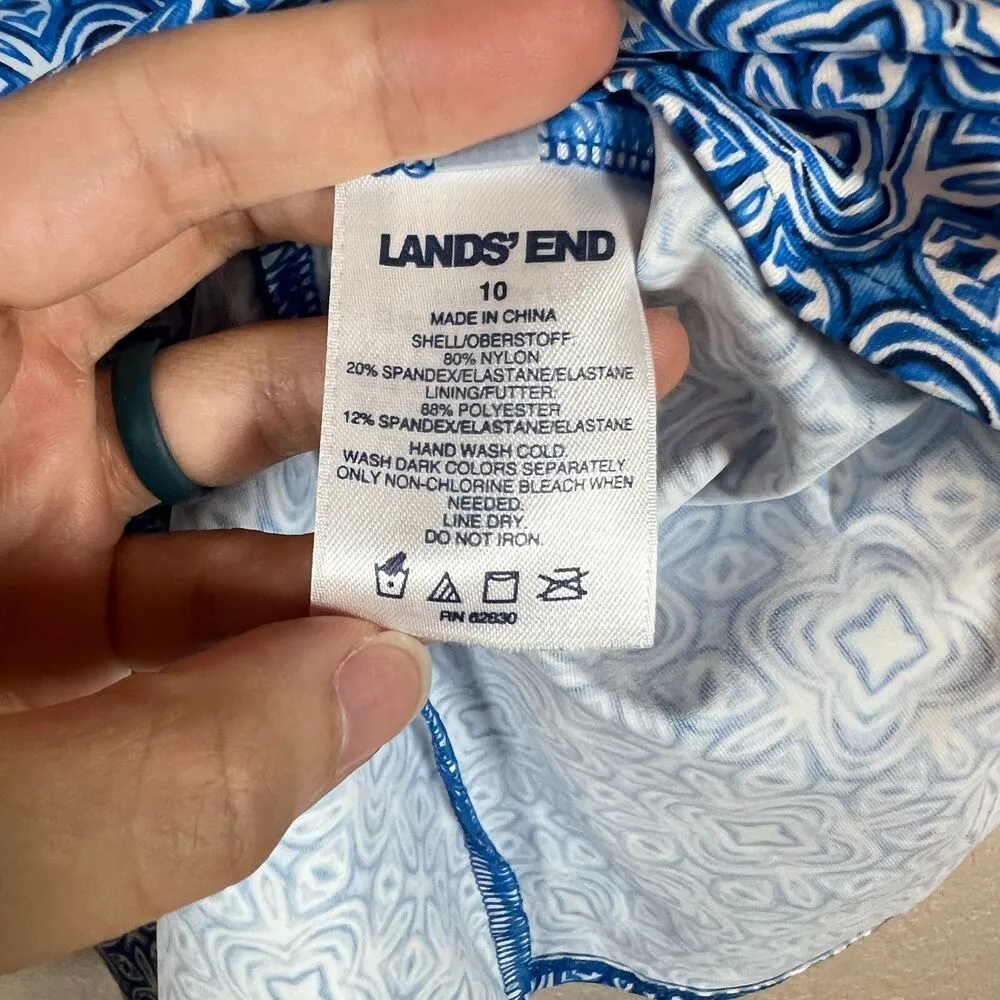 LANDS' END
10
MADE IN CHINA
SHELL/OBERSTOFF:
80% NYLON
20% SPANDEX/ELASTANE/ELASTANE
LINING/FUTTER:
88% POLYESTER
12% SPANDEX/ELASTANE/ELASTANE
HAND WASH COLD.
WASH DARK COLORS SEPARATELY
ONLY NON-CHLORINE BLEACH WHEN
NEEDED.
LINE DRY.
DO NOT IRON.
RN 62830